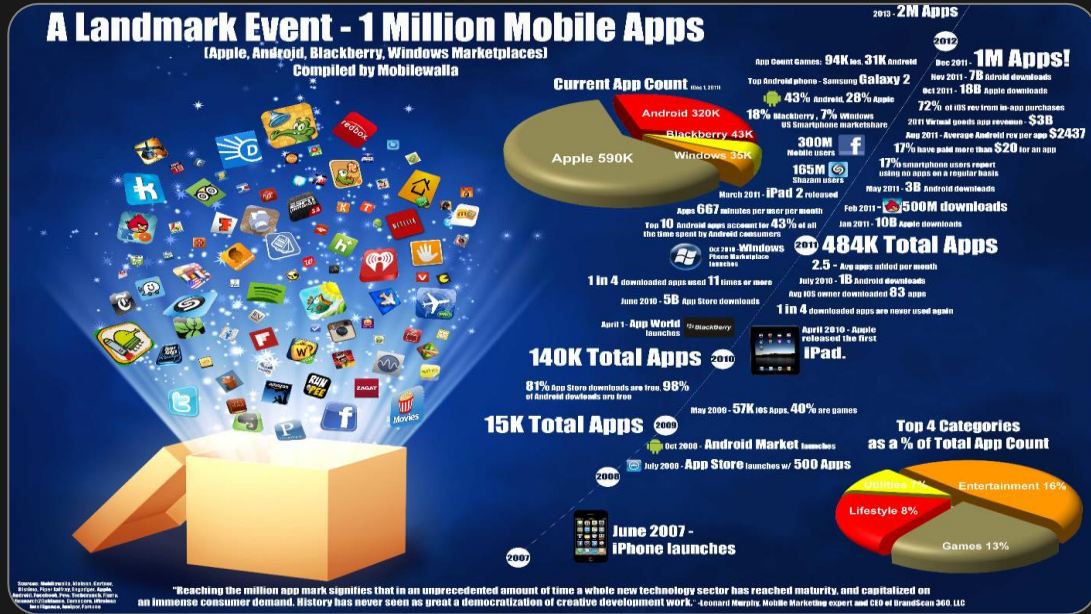 A Landmark Event - 1 Million Mobile Apps
(Apple, Android, Blackberry, Windows Marketplaces)
Compiled by Mobilewalla
2013 - 2M Apps
2012
Dec 2011 - 1M Apps!
Nov 2011 - 7B Adroid downloads
Oct 2011 - 18B Apple downloads
72% of iOS rev from in-app purchases
2011 Virtual goods app revenue - $3B
Aug 2011 - Average Android rev per app $2437
17% have paid more than $20 for an app
17% smartphone users report
using no apps on a regular basis
May 2011 - 3B Android downloads
Feb 2011 - 500M downloads
Jan 2011 - 10B Apple downloads
App Count Games: 94K ios, 31K Android
Top Android phone - Samsung Galaxy 2
43% Android, 28% Apple
18% Blackberry, 7% Windows
US Smartphone marketshare
300M
Mobile users
165M
Shazam users
March 2011 - iPad 2 released
Apps 667 minutes per user per month
Top 10 Android apps account for 43% of all
the time spent by Android consumers
Current App Count (Dec 1, 2011)
Android 320K
Blackberry 43K
Windows 35K
Apple 590K
2011
484K Total Apps
2.5 - Avg apps added per month
July 2010 - 1B Android downloads
Avg iOS owner downloaded 83 apps
1 in 4 downloaded apps are never used again
Oct 2010 - Windows
Phone Marketplace
launches
1 in 4 downloaded apps used 11 times or more
June 2010 - 5B App Store downloads
April 1 - App World
launches
BlackBerry
April 2010 - Apple
released the first
iPad.
140K Total Apps
2010
81% App Store downloads are free, 98%
of Android dowloads are free
May 2009 - 57K iOS Apps, 40% are games
15K Total Apps
2009
Oct 2008 - Android Market launches
July 2008 - App Store launches w/ 500 Apps
2008
June 2007 -
iPhone launches
2007
Top 4 Categories
as a % of Total App Count
Utilities 7%
Entertainment 16%
Lifestyle 8%
Games 13%
redbox
NETFLIX
iHeartRadio
RUN
PEE
ZAGAT
Movies
"Reaching the million app mark signifies that in an unprecedented amount of time a whole new technology sector has reached maturity, and capitalized on
an immense consumer demand. History has never seen as great a democratization of creative development work." -Leonard Murphy, Mobile Marketing expert and CEO of BrandScan 360, LLC